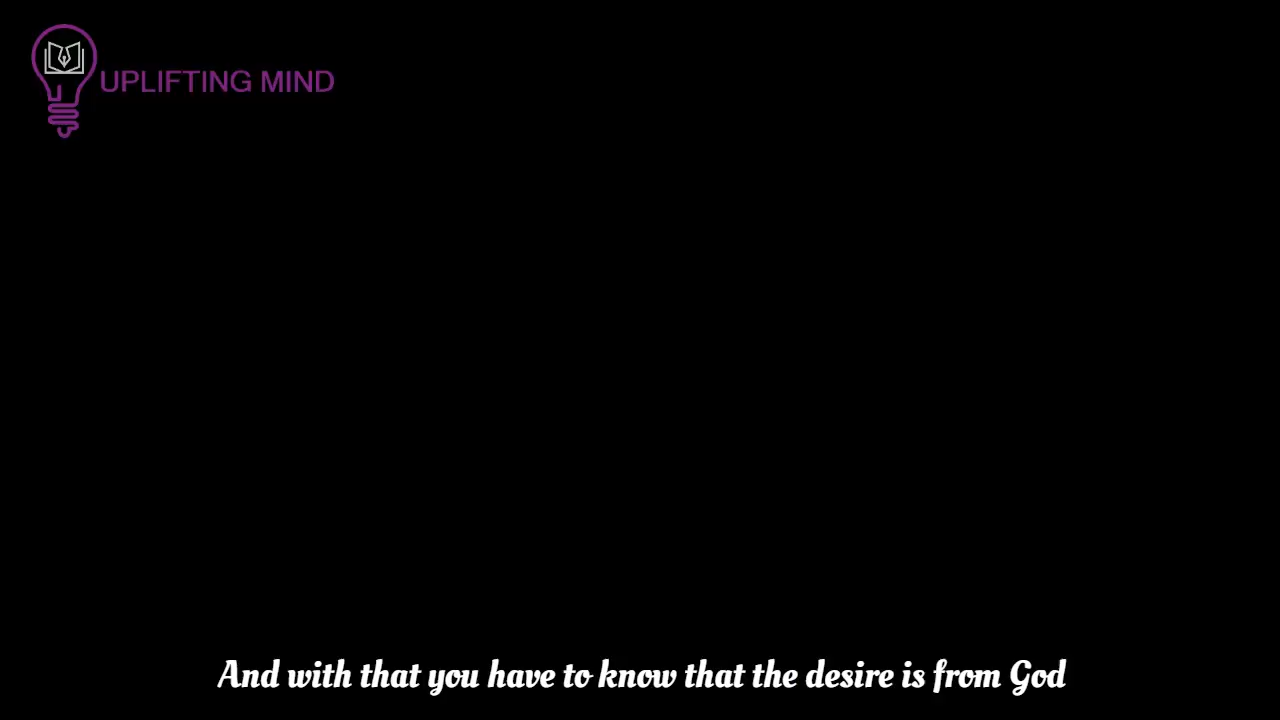 UPLIFTING MIND
And with that you have to know that the desire is from God